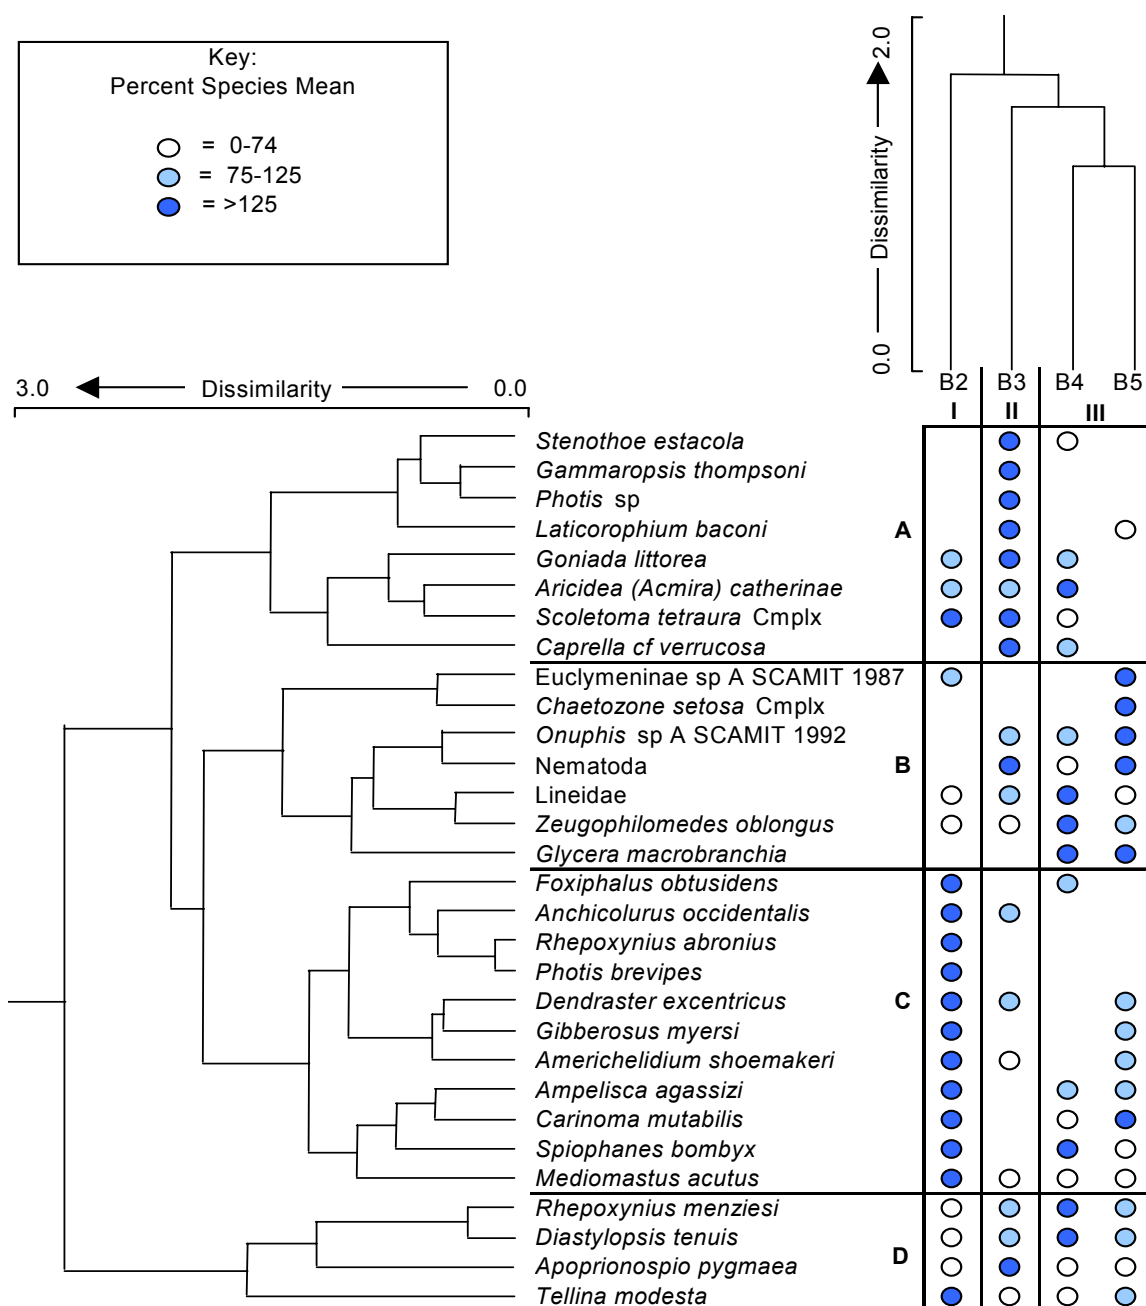 Key:
Percent Species Mean
= 0-74
= 75-125
= >125
0.0 Dissimilarity 2.0
3.0 Dissimilarity 0.0
B2 B3 B4 B5
I II III
Stenothoe estacola
Gammaropsis thompsoni
Photis sp
Laticorophium baconi
A
Goniada littorea
Aricidea (Acmira) catherinae
Scoletoma tetraura Cmplx
Caprella cf verrucosa
Euclymeninae sp A SCAMIT 1987
Chaetozone setosa Cmplx
Onuphis sp A SCAMIT 1992
Nematoda
B
Lineidae
Zeugophilomedes oblongus
Glycera macrobranchia
Foxiphalus obtusidens
Anchicolurus occidentalis
Rhepoxynius abronius
Photis brevipes
Dendraster excentricus
C
Gibberosus myersi
Americhelidium shoemakeri
Ampelisca agassizi
Carinoma mutabilis
Spiophanes bombyx
Mediomastus acutus
Rhepoxynius menziesi
Diastylopsis tenuis
D
Apoprionospio pygmaea
Tellina modesta